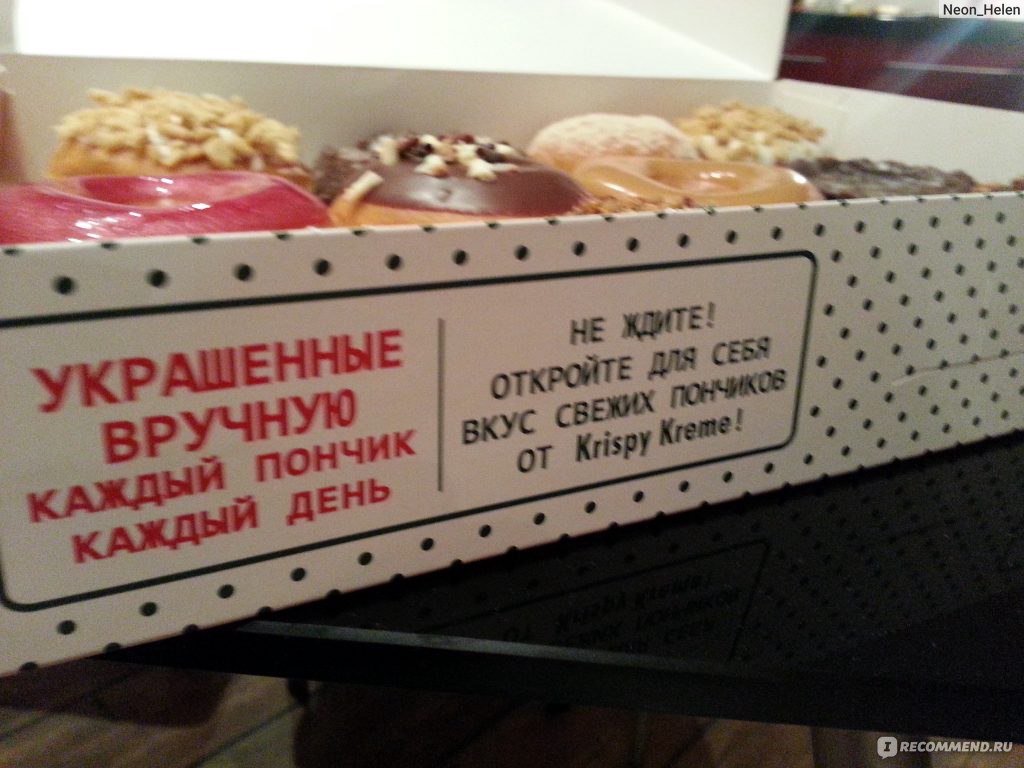 Neon_Helen
УКРАШЕННЫЕ
ВРУЧНУЮ
КАЖДЫЙ ПОНЧИК
КАЖДЫЙ ДЕНЬ
НЕ ЖДИТЕ!
ОТКРОЙТЕ ДЛЯ СЕБЯ
ВКУС СВЕЖИХ ПОНЧИКОВ
ОТ Krispy Kreme!
IRECOMMEND.RU